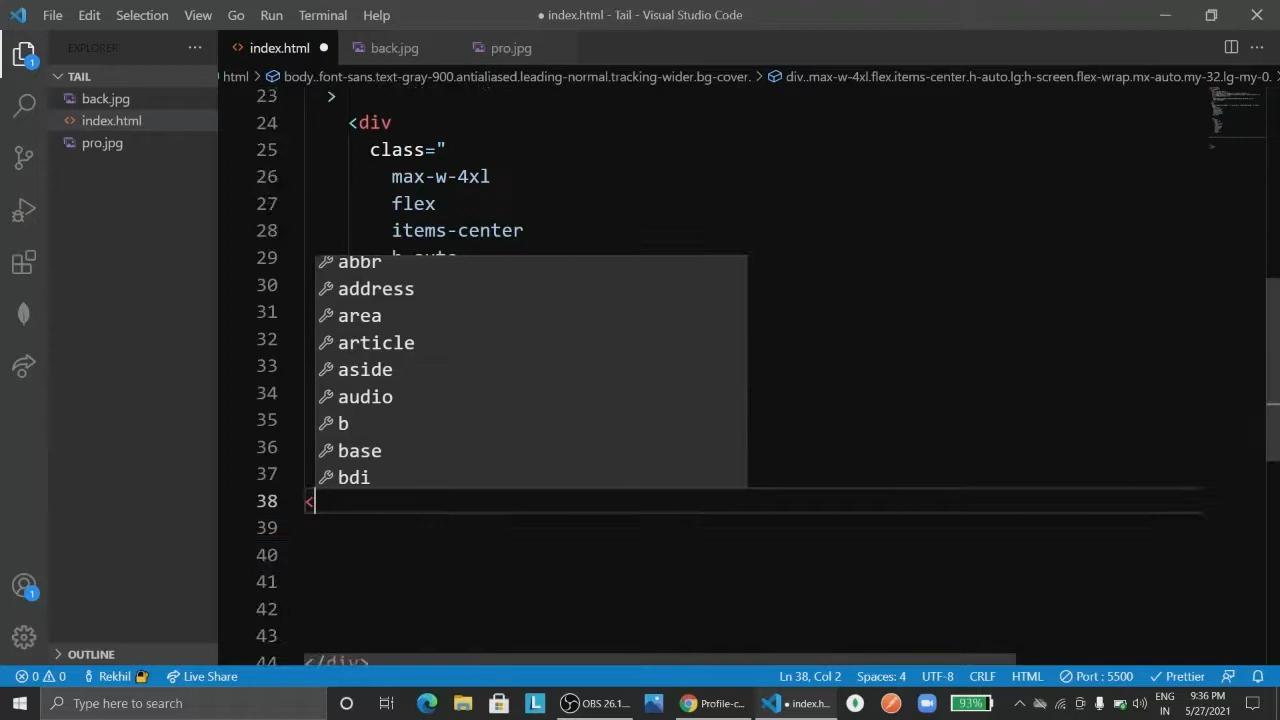 File Edit Selection View Go Run Terminal Help
● index.html - Tail - Visual Studio Code
EXPLORER
index.html
back.jpg
pro.jpg
TAIL
html > body..font-sans.text-gray-900.antialiased.leading-normal.tracking-wider.bg-cover. > div..max-w-4xl.flex.items-center.h-auto.lg:h-screen.flex-wrap.mx-auto.my-32.lg-my-0. >
back.jpg
index.html
pro.jpg
23 >
24 <div
25 class="
26 max-w-4xl
27 flex
28 items-center
29 h-auto
abbr
30 address
31 area
32 article
33 aside
34 audio
35 b
36 base
37 bdi
38 <
39
40
41
42
43
44 </div>
OUTLINE
1
1
0 0 Rekhil Live Share
Ln 38, Col 2 Spaces: 4 UTF-8 CRLF HTML Port : 5500 Prettier
Type here to search
L
OBS 26.1...
Profile-c...
● index.h...
93%
ENG
IN
9:36 PM
5/27/2021